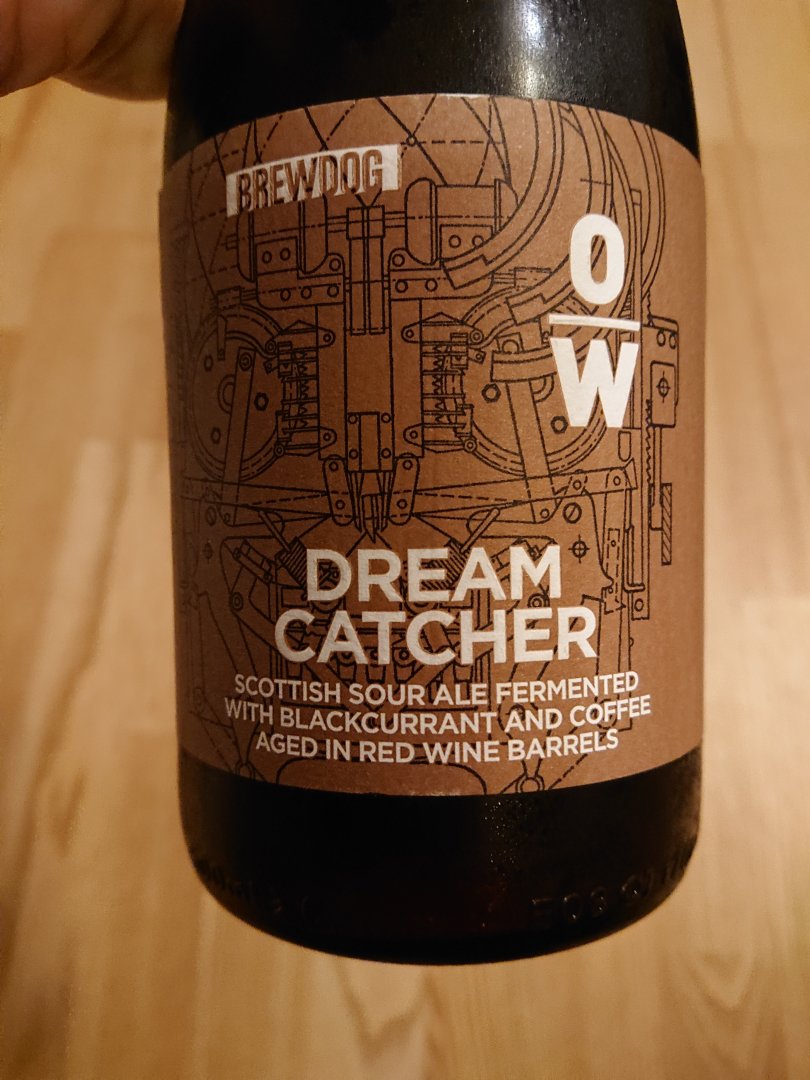 BREWDOG
O
W
DREAM
CATCHER
SCOTTISH SOUR ALE FERMENTED
WITH BLACKCURRANT AND COFFEE
AGED IN RED WINE BARRELS